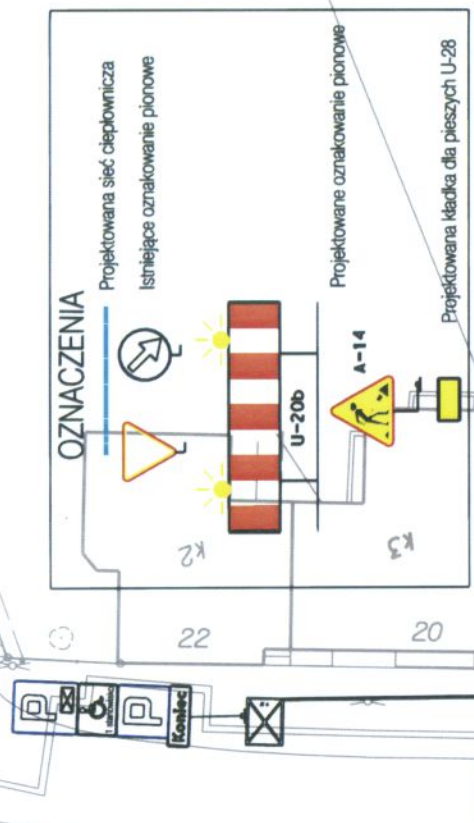 OZNACZENIA
Projektowana sieć ciepłownicza
Istniejące oznakowanie pionowe
U-20b
Projektowane oznakowanie pionowe
A-14
Projektowana kładka dla pieszych U-28
k2
k3
22
20
P
P
Koniec